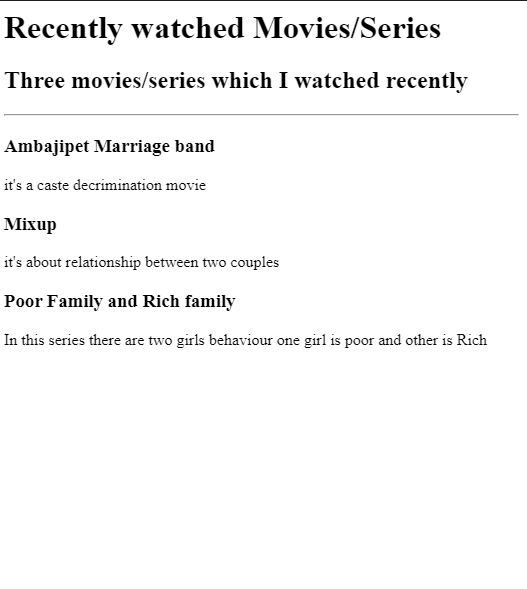 Recently watched Movies/Series
Three movies/series which I watched recently
Ambajipet Marriage band
it's a caste decrimination movie
Mixup
it's about relationship between two couples
Poor Family and Rich family
In this series there are two girls behaviour one girl is poor and other is Rich